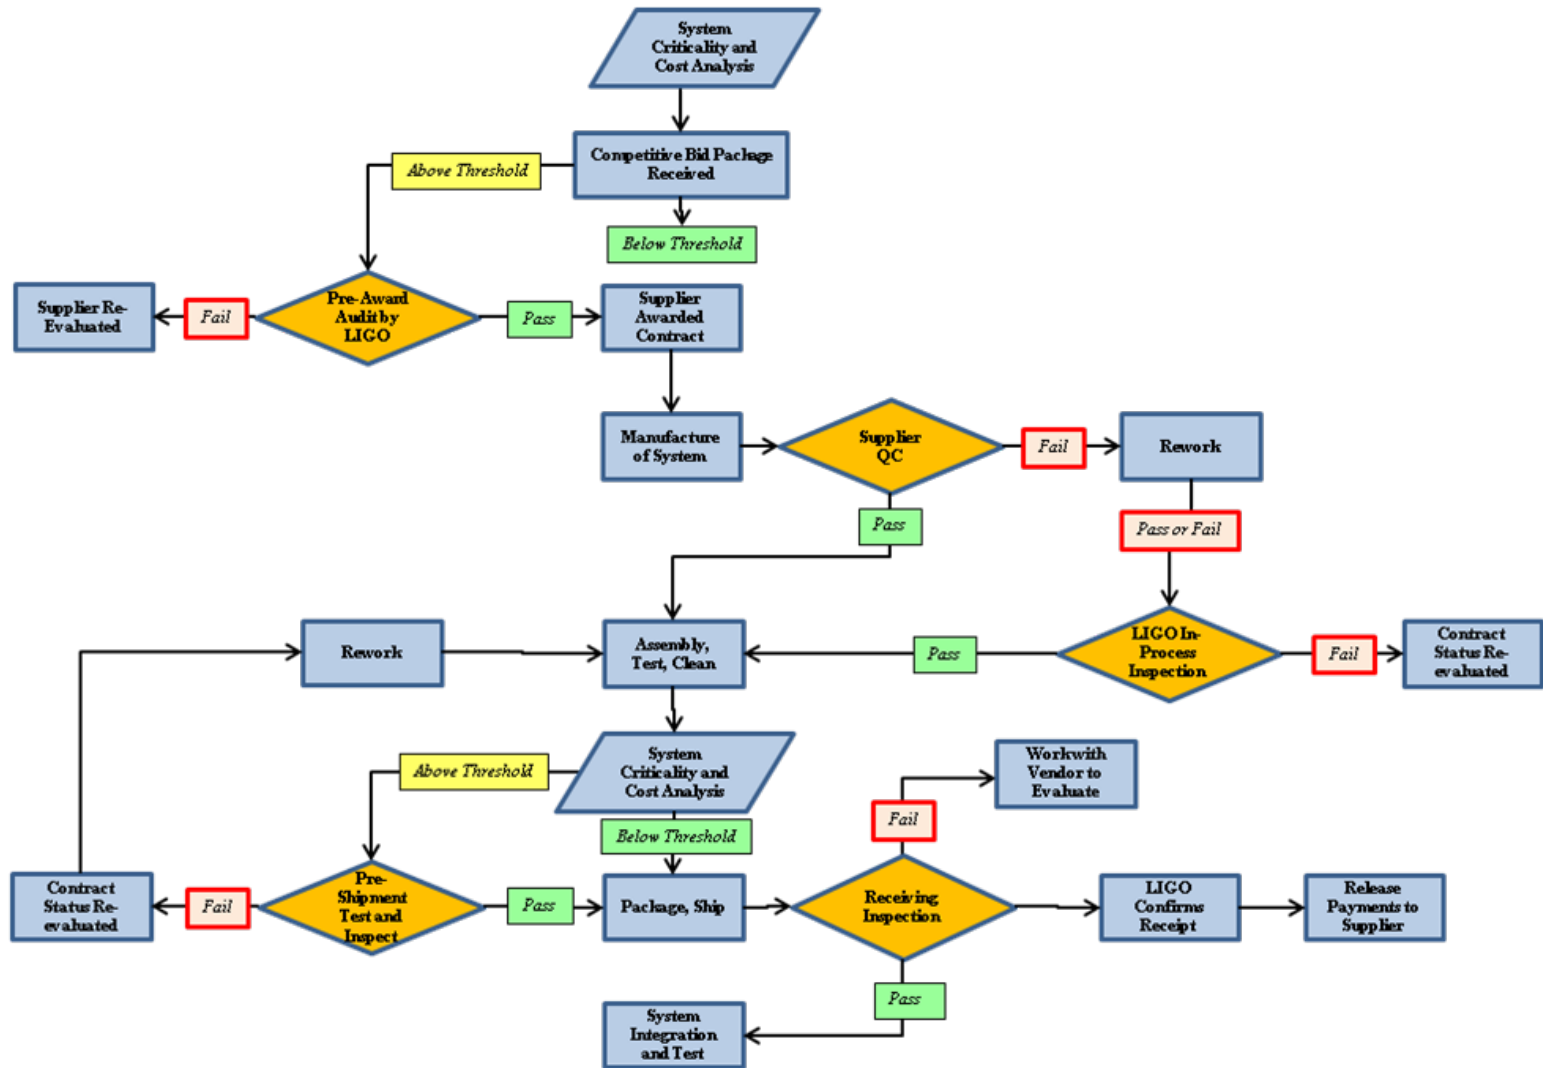 System
Criticality and
Cost Analysis
Competitive Bid Package
Received
Above Threshold
Below Threshold
Supplier Re-
Evaluated
Fail
Pre-Award
Audit by
LIGO
Pass
Supplier
Awarded
Contract
Manufacture
of System
Supplier
QC
Fail
Rework
Pass
Pass or Fail
Rework
Assembly,
Test, Clean
Pass
LIGO In-
Process
Inspection
Fail
Contract
Status Re-
evaluated
Above Threshold
System
Criticality and
Cost Analysis
Work with
Vendor to
Evaluate
Below Threshold
Fail
Contract
Status Re-
evaluated
Fail
Pre-
Shipment
Test and
Inspect
Pass
Package, Ship
Receiving
Inspection
LIGO
Confirms
Receipt
Release
Payments to
Supplier
Pass
System
Integration
and Test